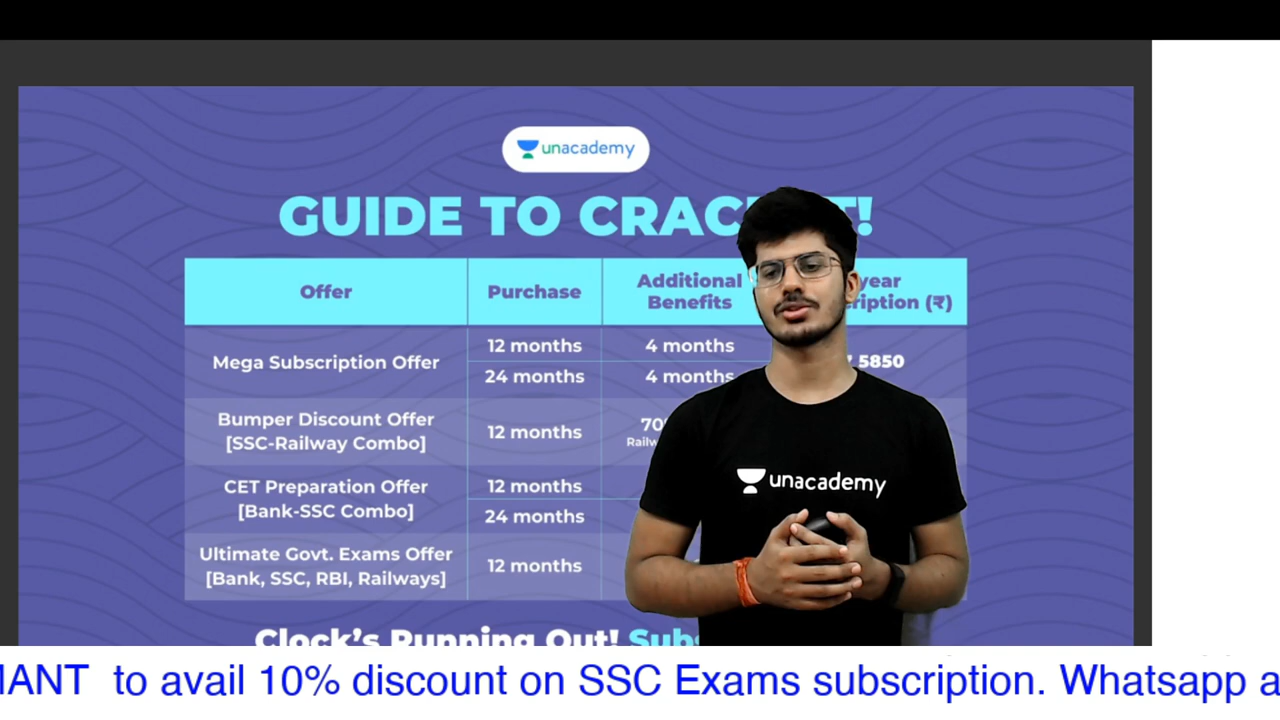 unacademy
GUIDE TO
Offer
Purchase
Additional
Benefits
year
(₹)
Mega Subscription Offer
12 months
4 months
24 months
4 months
5850
Bumper Discount Offer
[SSC-Railway Combo]
12 months
CET Preparation Offer
[Bank-SSC Combo]
12 months
24 months
Ultimate Govt. Exams Offer
[Bank, SSC, RBI, Railways]
12 months
unacademy
Clock's Running Out!
to avail 10% discount on SSC Exams subscription. Whatsapp